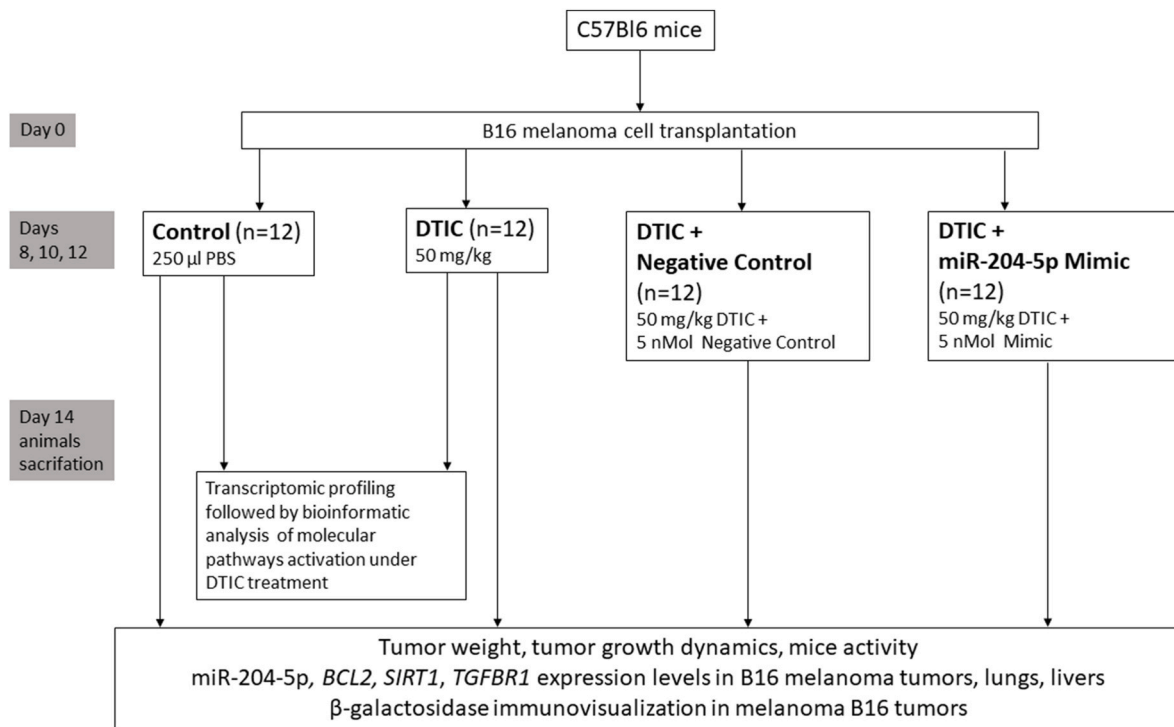 C57Bl6 mice
Day 0
B16 melanoma cell transplantation
Days
8, 10, 12
Control (n=12)
250 µl PBS
DTIC (n=12)
50 mg/kg
DTIC +
Negative Control
(n=12)
50 mg/kg DTIC +
5 nMol Negative Control
DTIC +
miR-204-5p Mimic
(n=12)
50 mg/kg DTIC +
5 nMol Mimic
Day 14
animals
sacrifation
Transcriptomic profiling
followed by bioinformatic
analysis of molecular
pathways activation under
DTIC treatment
Tumor weight, tumor growth dynamics, mice activity
miR-204-5p, BCL2, SIRT1, TGFBR1 expression levels in B16 melanoma tumors, lungs, livers
β-galactosidase immunovisualization in melanoma B16 tumors